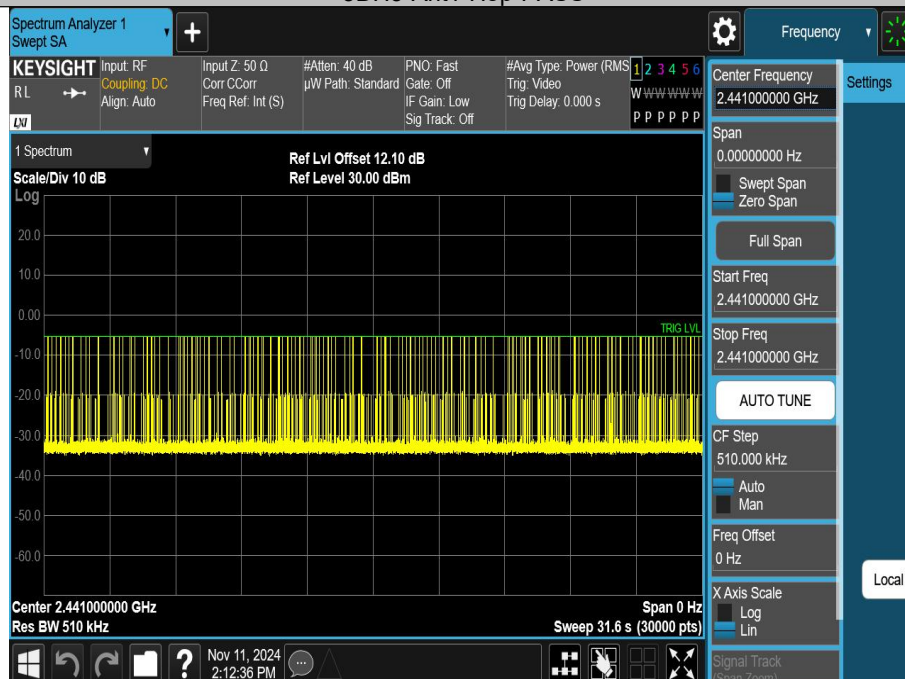 Spectrum Analyzer 1
Swept SA
+
Frequency
KEYSIGHT
RL
LXI
Input: RF
Coupling: DC
Align: Auto
Input Z: 50 Ω
Corr CCorr
Freq Ref: Int (S)
#Atten: 40 dB
µW Path: Standard
PNO: Fast
Gate: Off
IF Gain: Low
Sig Track: Off
#Avg Type: Power (RMS
Trig: Video
Trig Delay: 0.000 s
1 2 3 4 5 6
W W W W W W
P P P P P P
1 Spectrum
Scale/Div 10 dB
Log
Ref Lvl Offset 12.10 dB
Ref Level 30.00 dBm
20.0
10.0
0.00
TRIG LVL
-10.0
-20.0
-30.0
-40.0
-50.0
-60.0
Center 2.441000000 GHz
Res BW 510 kHz
Span 0 Hz
Sweep 31.6 s (30000 pts)
Nov 11, 2024
2:12:36 PM
Center Frequency
2.441000000 GHz
Settings
Span
0.00000000 Hz
Swept Span
Zero Span
Full Span
Start Freq
2.441000000 GHz
Stop Freq
2.441000000 GHz
AUTO TUNE
CF Step
510.000 kHz
Auto
Man
Freq Offset
0 Hz
Local
X Axis Scale
Log
Lin
Signal Track
(Span Zoom)